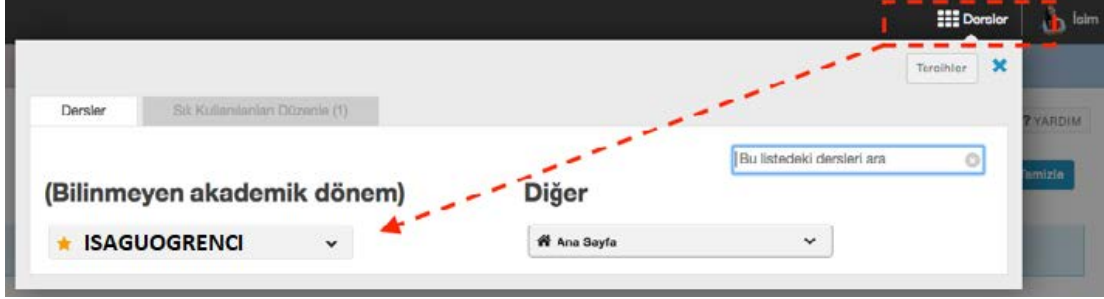 Dersler İsim
Tercihler
Dersler Sık Kullanılanları Düzenle (1)
? YARDIM
Bu listedeki dersleri ara
Temizle
(Bilinmeyen akademik dönem) Diğer
ISAGUOGRENCI Ana Sayfa